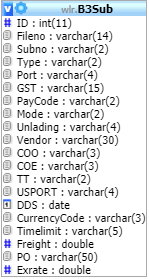 wlr.B3Sub
ID : int(11)
Fileno : varchar(14)
Subno : varchar(2)
Type : varchar(2)
Port : varchar(4)
GST : varchar(15)
PayCode : varchar(2)
Mode : varchar(2)
Unlading : varchar(4)
Vendor : varchar(30)
COO : varchar(3)
COE : varchar(3)
TT : varchar(2)
USPORT : varchar(4)
DDS : date
CurrencyCode : varchar(3)
Timelimit : varchar(5)
Freight : double
PO : varchar(50)
Exrate : double